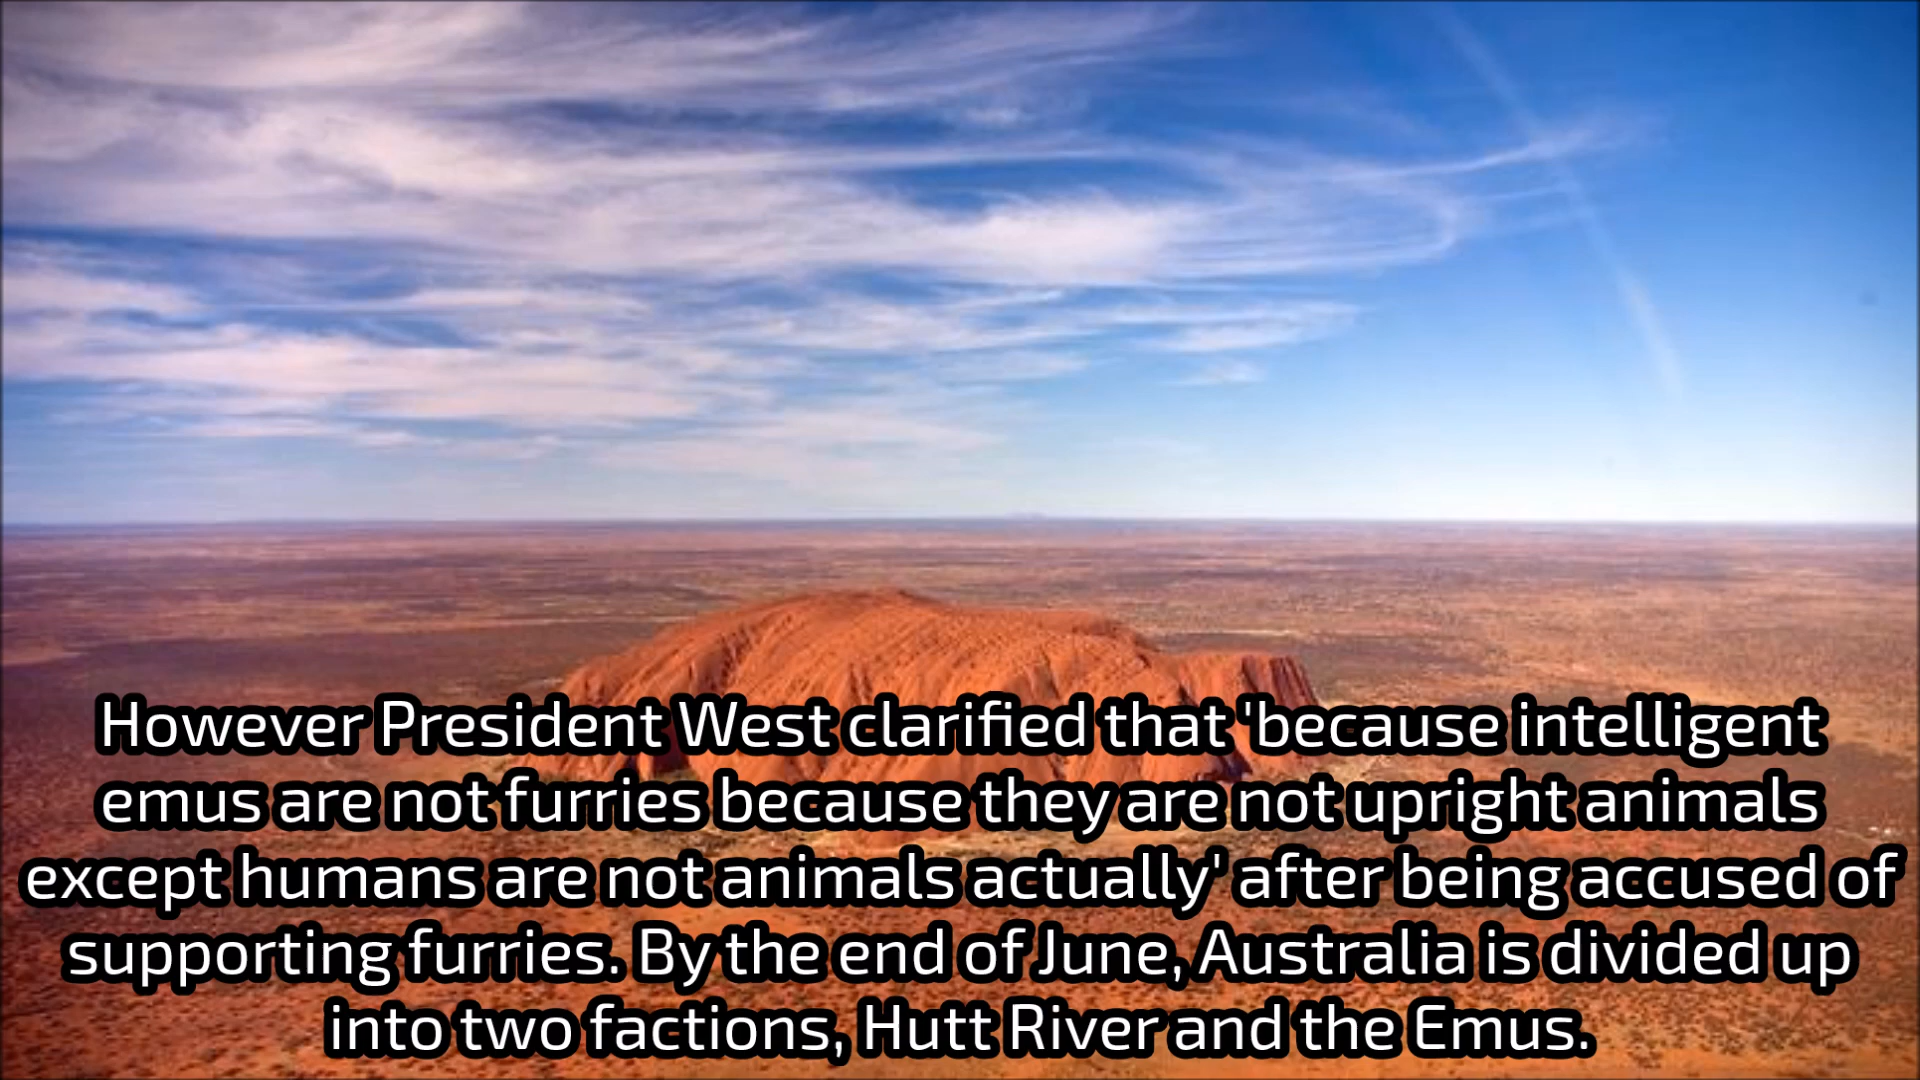 However President West clarified that 'because intelligent
emus are not furries because they are not upright animals
except humans are not animals actually' after being accused of
supporting furries. By the end of June, Australia is divided up
into two factions, Hutt River and the Emus.